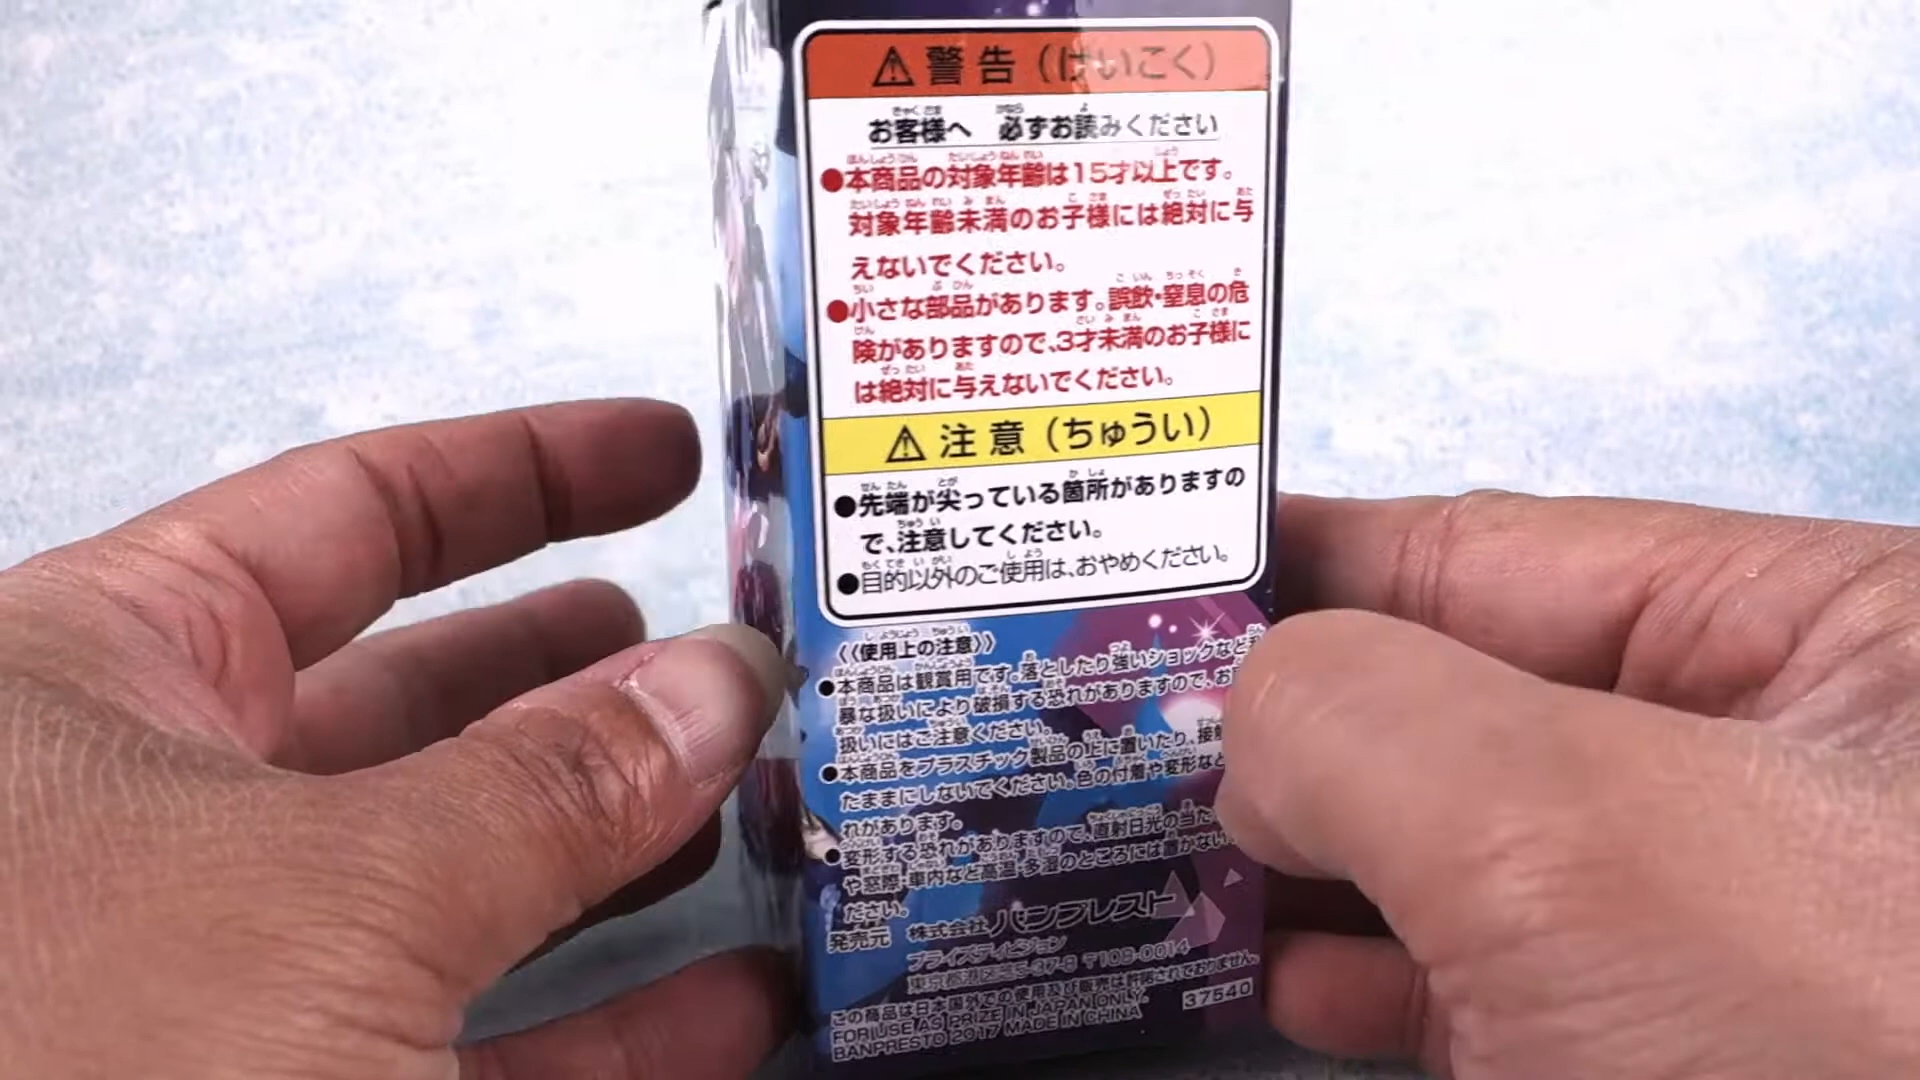 ⚠警告(けいこく)
お客様へ 必ずお読みください
●本商品の対象年齢は15才以上です。
対象年齢未満のお子様には絶対に与
えないでください。
●小さな部品があります。誤飲・窒息の危
険がありますので、3才未満のお子様に
は絶対に与えないでください。
⚠注意(ちゅうい)
●先端が尖っている箇所がありますの
で、注意してください。
●目的以外のご使用は、おやめください。
《使用上の注意》
●本商品は観賞用です。落としたり強いショックなど
暴な扱いにより破損する恐れがありますので、お
扱いにはご注意ください。
●本商品をプラスチック製品の上に置いたり、接触
たままにしないでください。色の付着や変形など
れがあります。
●変形する恐れがありますので、直射日光の当た
や窓際・車内など高温・多湿のところには置かない
ださい。
発売元 株式会社バンプレスト
プライズディビジョン
東京都港区芝5-37-8 〒108-0014
この商品は日本国外での使用及び販売は許可されておりません。
FOR USE AS PRIZE IN JAPAN ONLY.
BANPRESTO 2017 MADE IN CHINA
37540